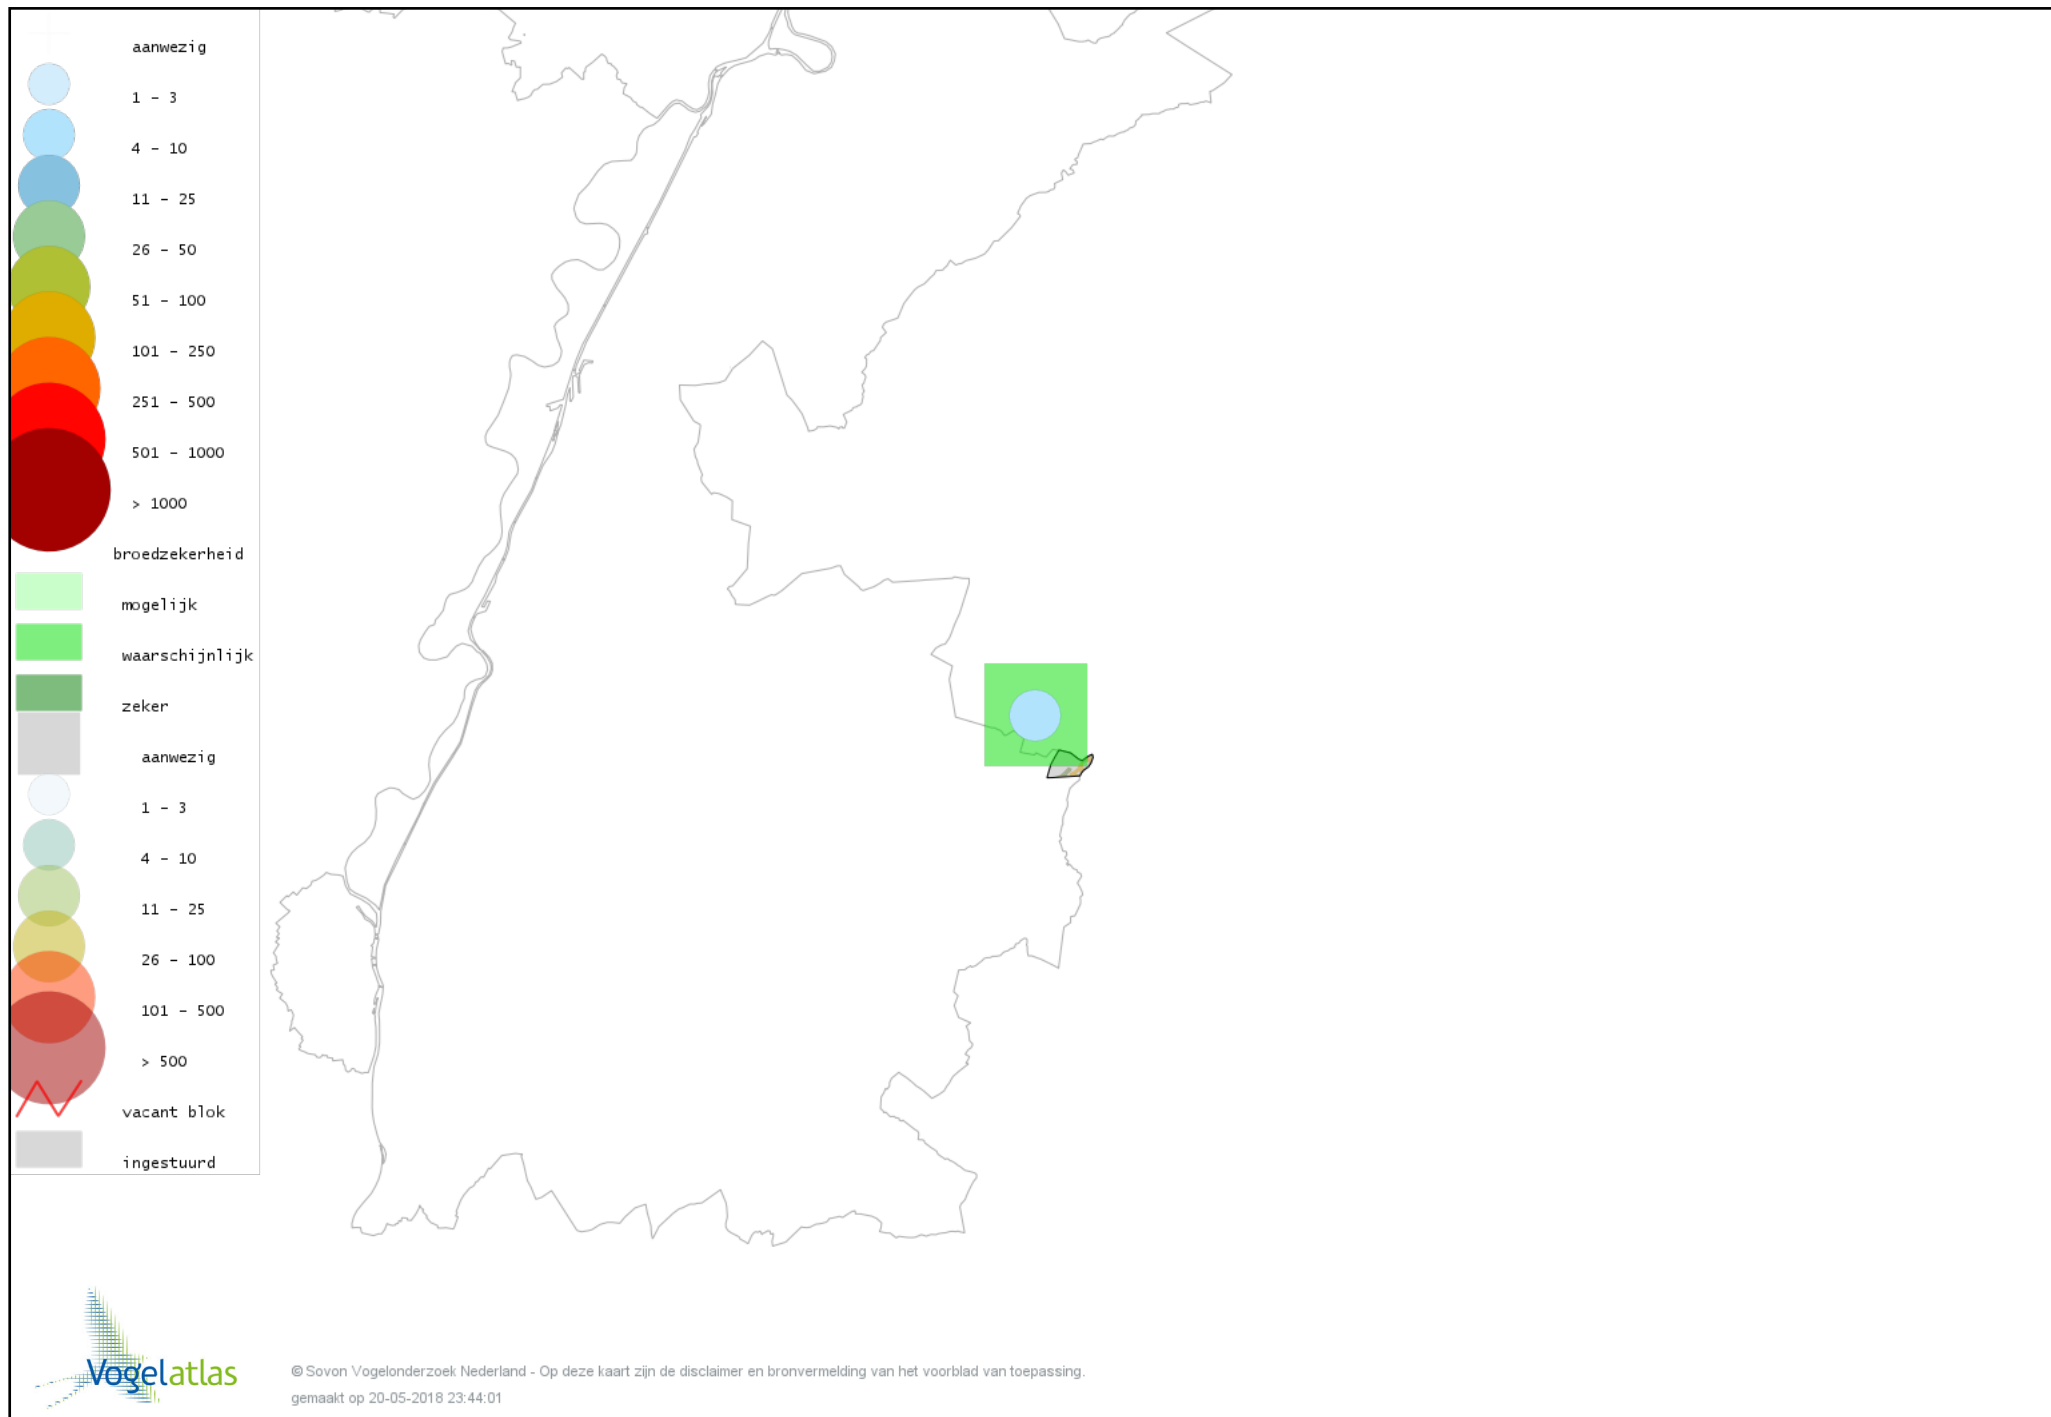 aanwezig
1 - 3
4 - 10
11 - 25
26 - 50
51 - 100
101 - 250
251 - 500
501 - 1000
> 1000
broedzekerheid
mogelijk
waarschijnlijk
zeker
aanwezig
1 - 3
4 - 10
11 - 25
26 - 100
101 - 500
> 500
vacant blok
ingestuurd
Vogelatlas
© Sovon Vogelonderzoek Nederland - Op deze kaart zijn de disclaimer en bronvermelding van het voorblad van toepassing.
gemaakt op 20-05-2018 23:44:01